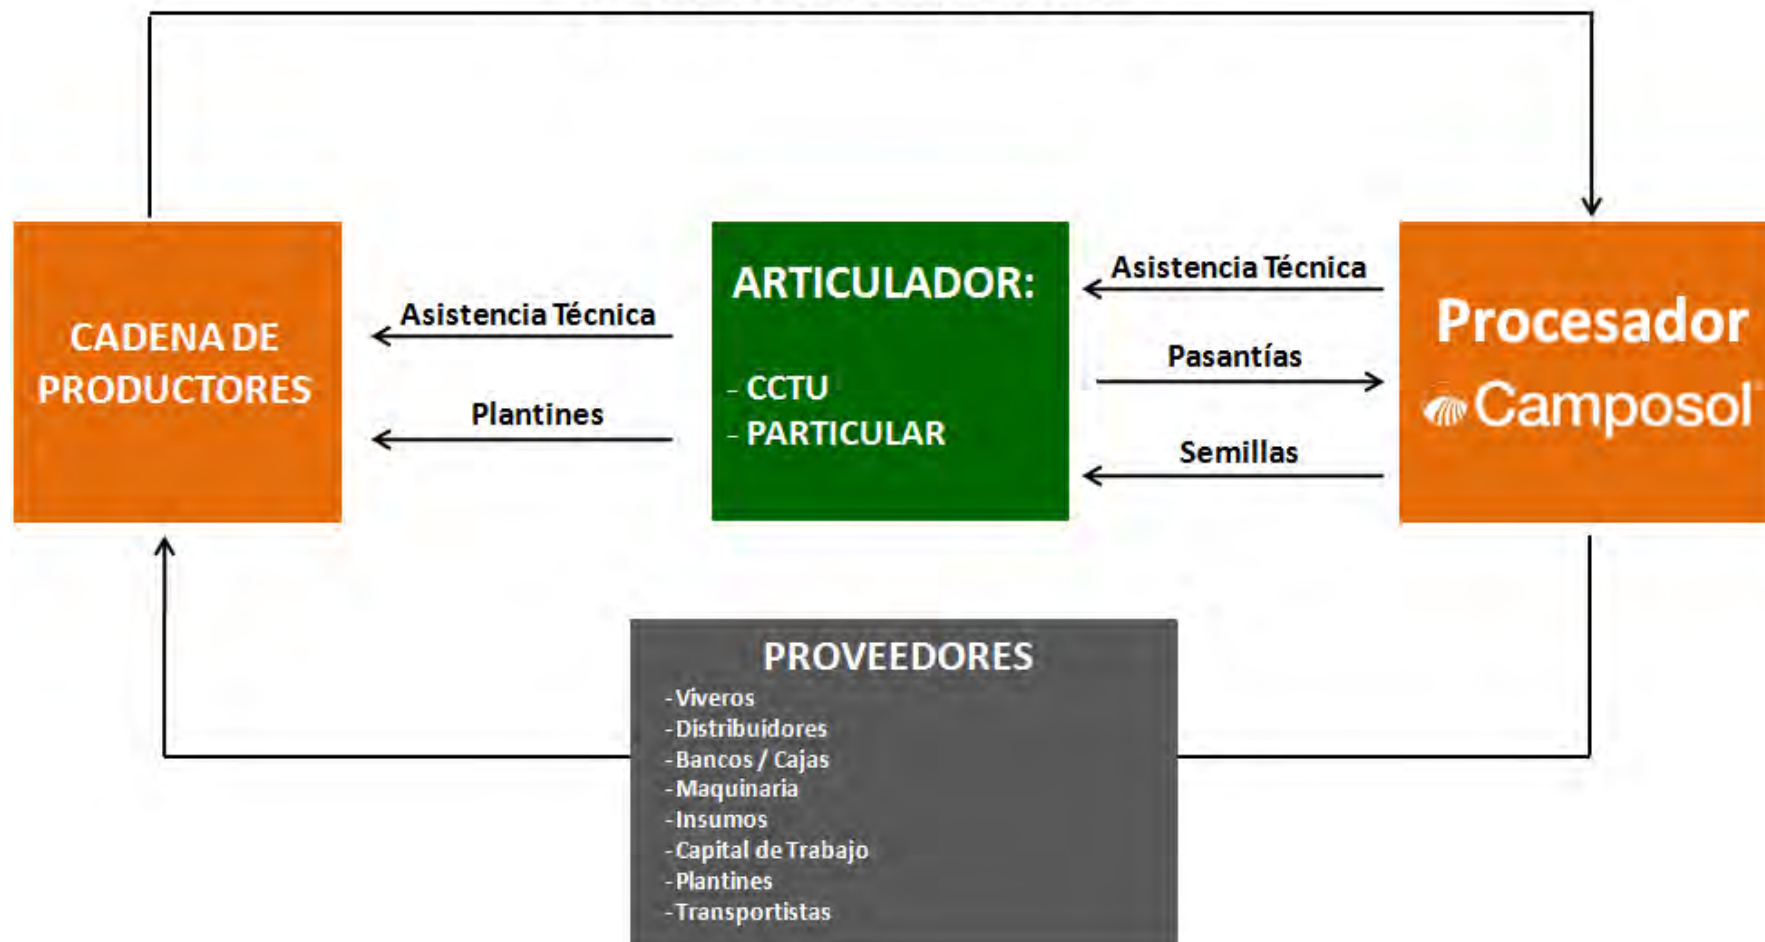 CADENA DE
PRODUCTORES
Asistencia Técnica
Plantines
ARTICULADOR:
- CCTU
- PARTICULAR
Asistencia Técnica
Pasantías
Semillas
Procesador
Camposol
PROVEEDORES
-Viveros
-Distribuidores
-Bancos / Cajas
-Maquinaria
-Insumos
-Capital de Trabajo
-Plantines
-Transportistas